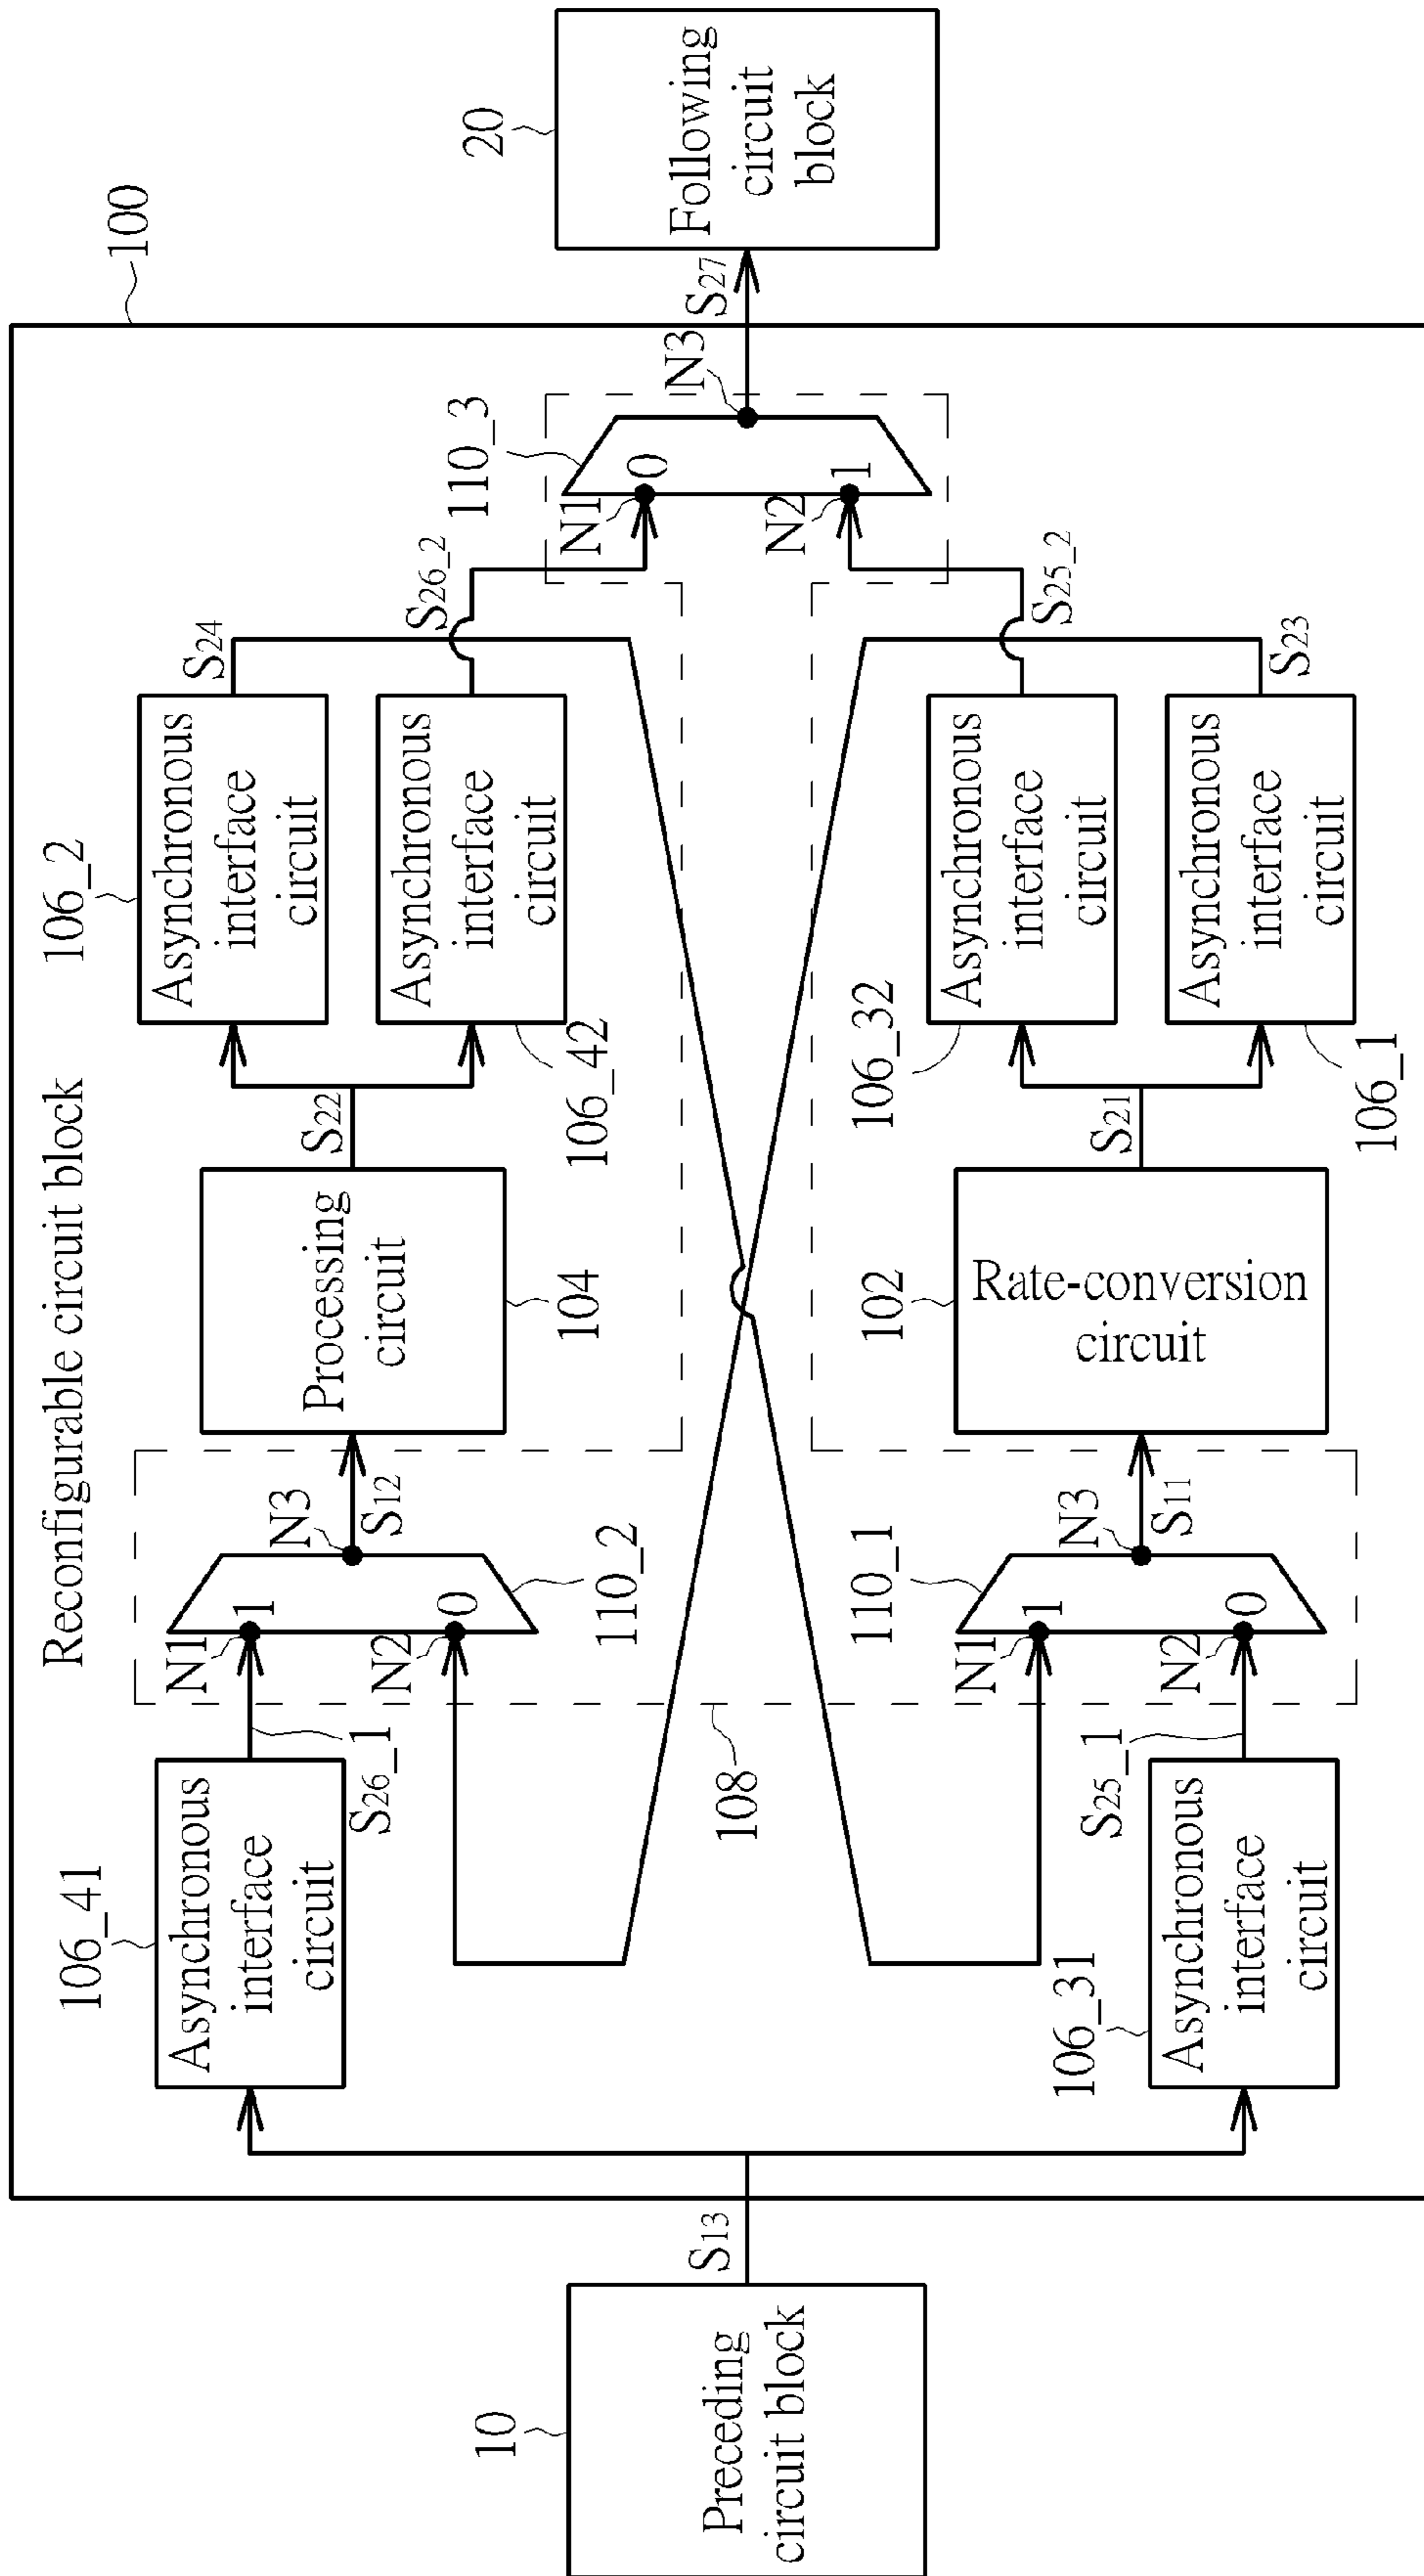 Reconfigurable circuit block
100
10
Preceding
circuit block
S13
106_41
Asynchronous
interface
circuit
S26_1
N1
1
N2
0
N3
S12
110_2
Processing
circuit
104
S22
106_2
Asynchronous
interface
circuit
S24
Asynchronous
interface
circuit
106_42
S26_2
108
106_31
Asynchronous
interface
circuit
S25_1
110_1
N1
1
N2
0
N3
S11
102
Rate-conversion
circuit
S21
106_32
Asynchronous
interface
circuit
S25_2
Asynchronous
interface
circuit
106_1
S23
110_3
N1
0
N2
1
N3
S27
20
Following
circuit
block